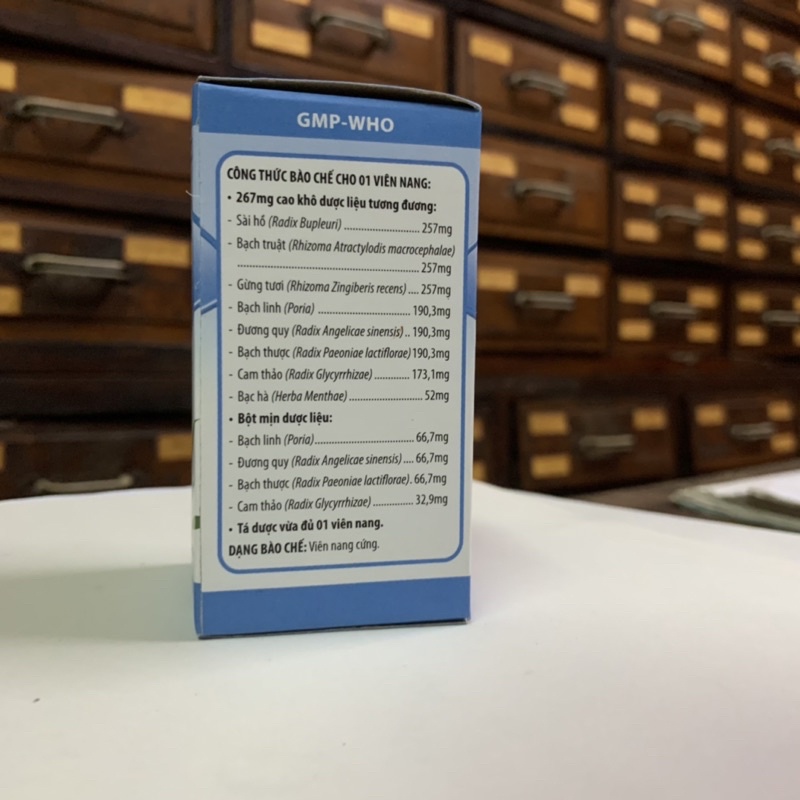 GMP-WHO
CÔNG THỨC BÀO CHẾ CHO 01 VIÊN NANG:
• 267mg cao khô dược liệu tương đương:
- Sài hồ (Radix Bupleuri) .......................... 257mg
- Bạch truật (Rhizoma Atractylodis macrocephalae)
.............................................................. 257mg
- Gừng tươi (Rhizoma Zingiberis recens) .... 257mg
- Bạch linh (Poria) ................................ 190,3mg
- Đương quy (Radix Angelicae sinensis) .. 190,3mg
- Bạch thược (Radix Paeoniae lactiflorae) 190,3mg
- Cam thảo (Radix Glycyrrhizae) ............ 173,1mg
- Bạc hà (Herba Menthae) ......................... 52mg
• Bột mịn dược liệu:
- Bạch linh (Poria)................................... 66,7mg
- Đương quy (Radix Angelicae sinensis) .... 66,7mg
- Bạch thược (Radix Paeoniae lactiflorae). 66,7mg
- Cam thảo (Radix Glycyrrhizae) .............. 32,9mg
• Tá dược vừa đủ 01 viên nang.
DẠNG BÀO CHẾ: Viên nang cứng.